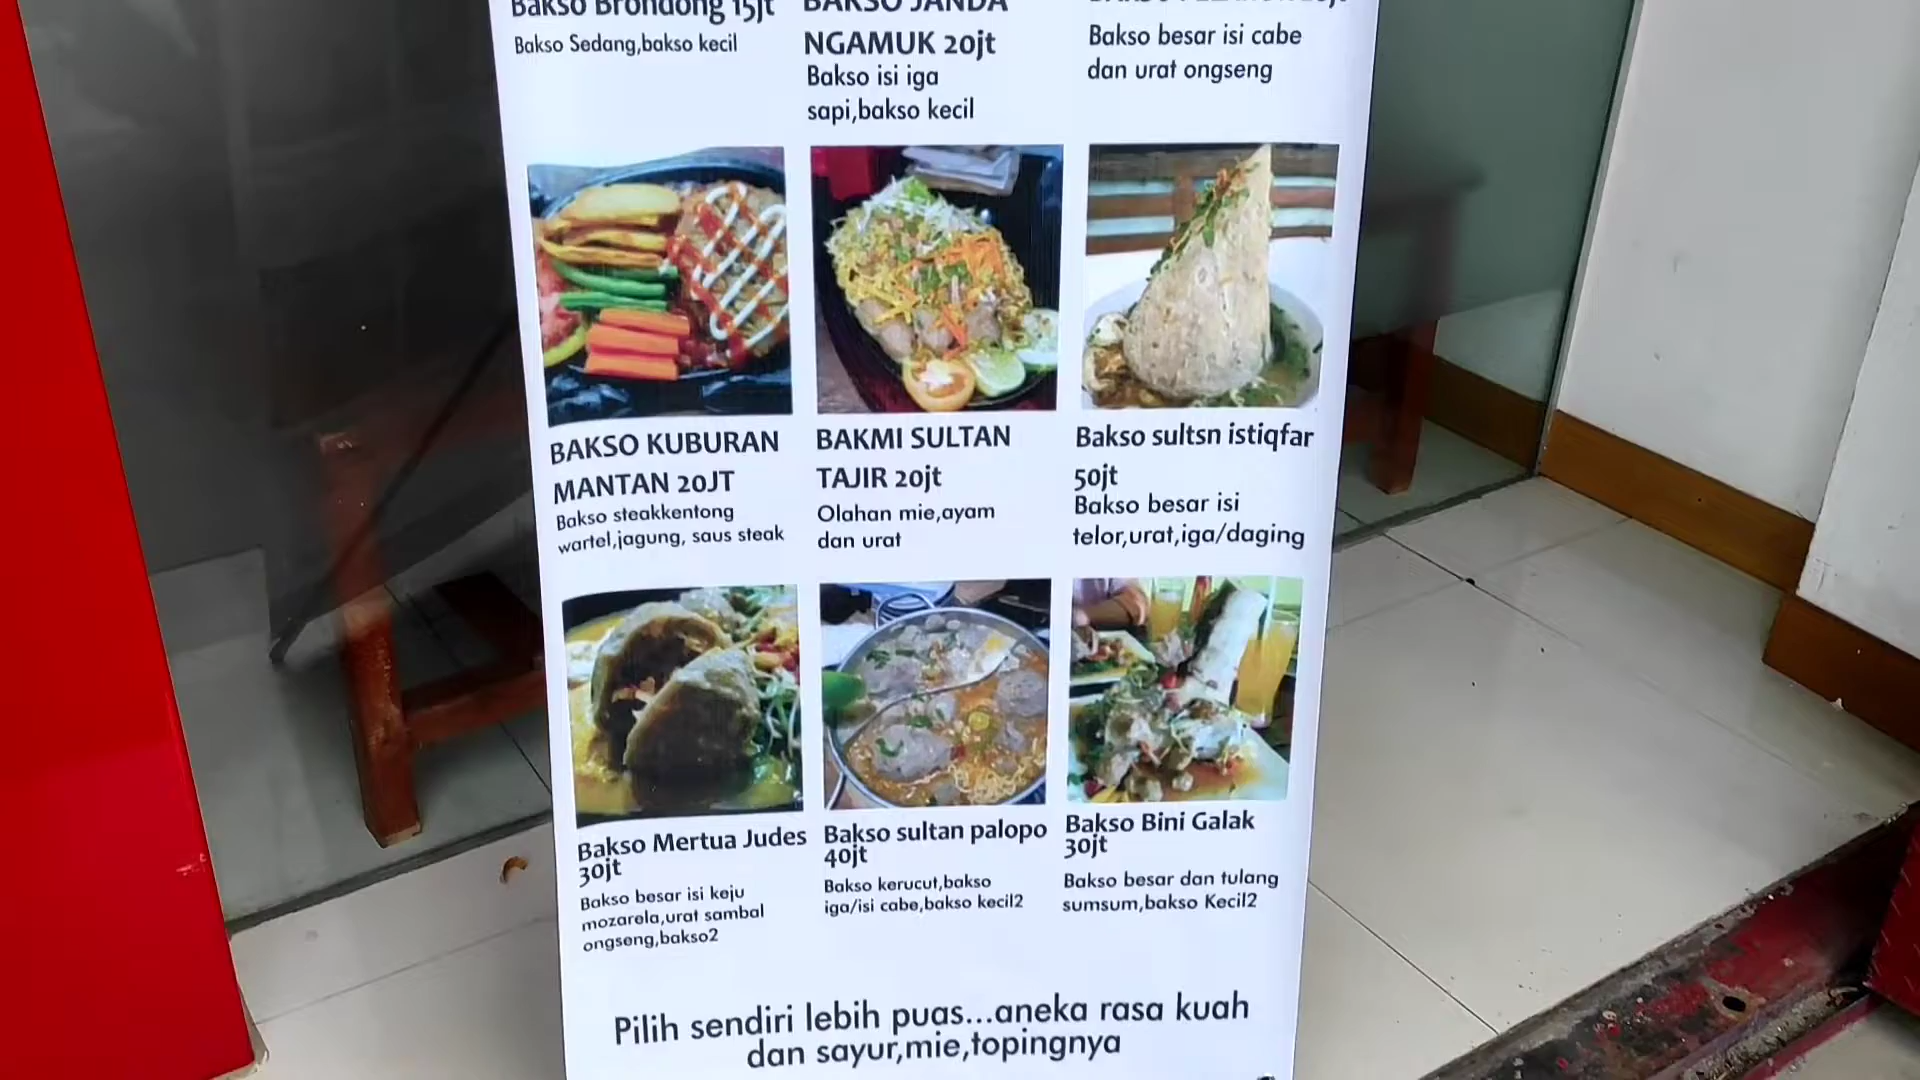 Bakso Brondong 15jt
Bakso Sedang,bakso kecil
BAKSO JANDA
NGAMUK 20jt
Bakso isi iga
sapi,bakso kecil
Bakso besar isi cabe
dan urat ongseng
BAKSO KUBURAN
MANTAN 20JT
Bakso steakkentong
wartel,jagung, saus steak
BAKMI SULTAN
TAJIR 20jt
Olahan mie,ayam
dan urat
Bakso sultsn istiqfar
50jt
Bakso besar isi
telor,urat,iga/daging
Bakso Mertua Judes
30jt
Bakso besar isi keju
mozarela,urat sambal
ongseng,bakso2
Bakso sultan palopo
40jt
Bakso kerucut,bakso
iga/isi cabe,bakso kecil2
Bakso Bini Galak
30jt
Bakso besar dan tulang
sumsum,bakso Kecil2
Pilih sendiri lebih puas...aneka rasa kuah
dan sayur,mie,topingnya